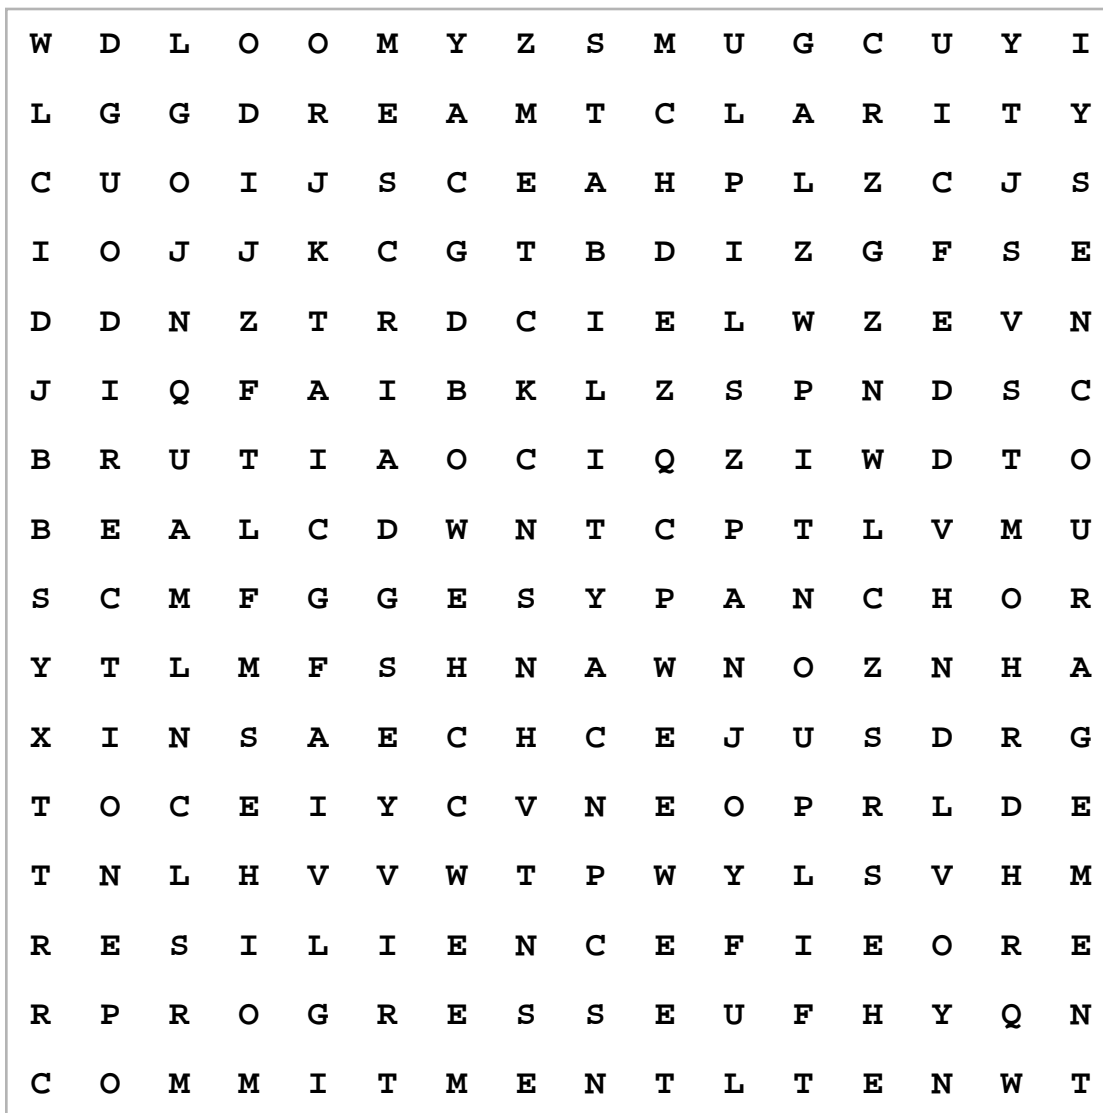 W D L O O M Y Z S M U G C U Y I
L G G D R E A M T C L A R I T Y
C U O I J S C E A H P L Z C J S
I O J J K C G T B D I Z G F S E
D D N Z T R D C I E L W Z E V N
J I Q F A I B K L Z S P N D S C
B R U T I A O C I Q Z I W D T O
B E A L C D W N T C P T L V M U
S C M F G G E S Y P A N C H O R
Y T L M F S H N A W N O Z N H A
X I N S A E C H C E J U S D R G
T O C E I Y C V N E O P R L D E
T N L H V V W T P W Y L S V H M
R E S I L I E N C E F I E O R E
R P R O G R E S S E U F H Y Q N
C O M M I T M E N T L T E N W T